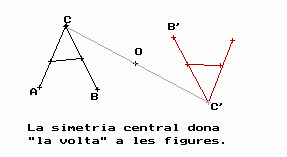 C
B'
O
A
B
C'
La simetria central dona
"la volta" a les figures.